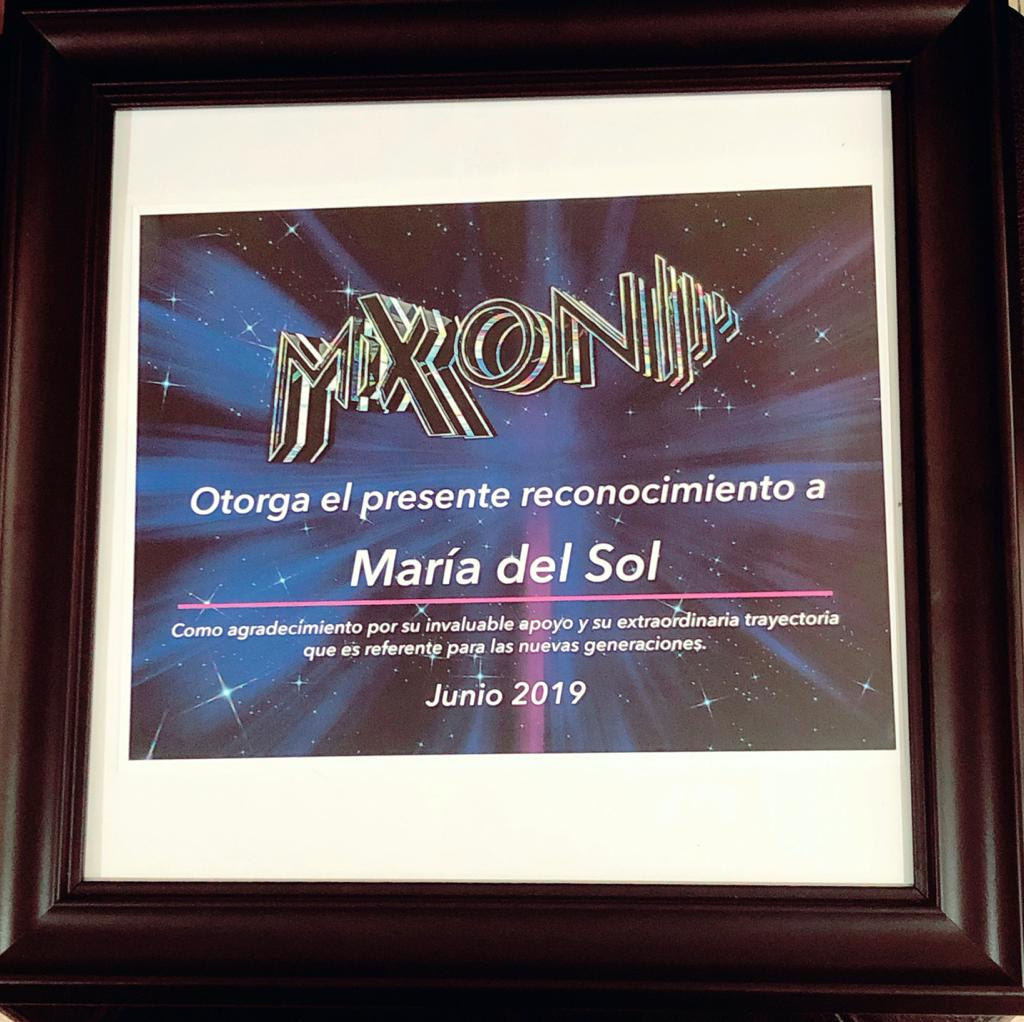 MIXON
Otorga el presente reconocimiento a
María del Sol
Como agradecimiento por su invaluable apoyo y su extraordinaria trayectoria
que es referente para las nuevas generaciones.
Junio 2019